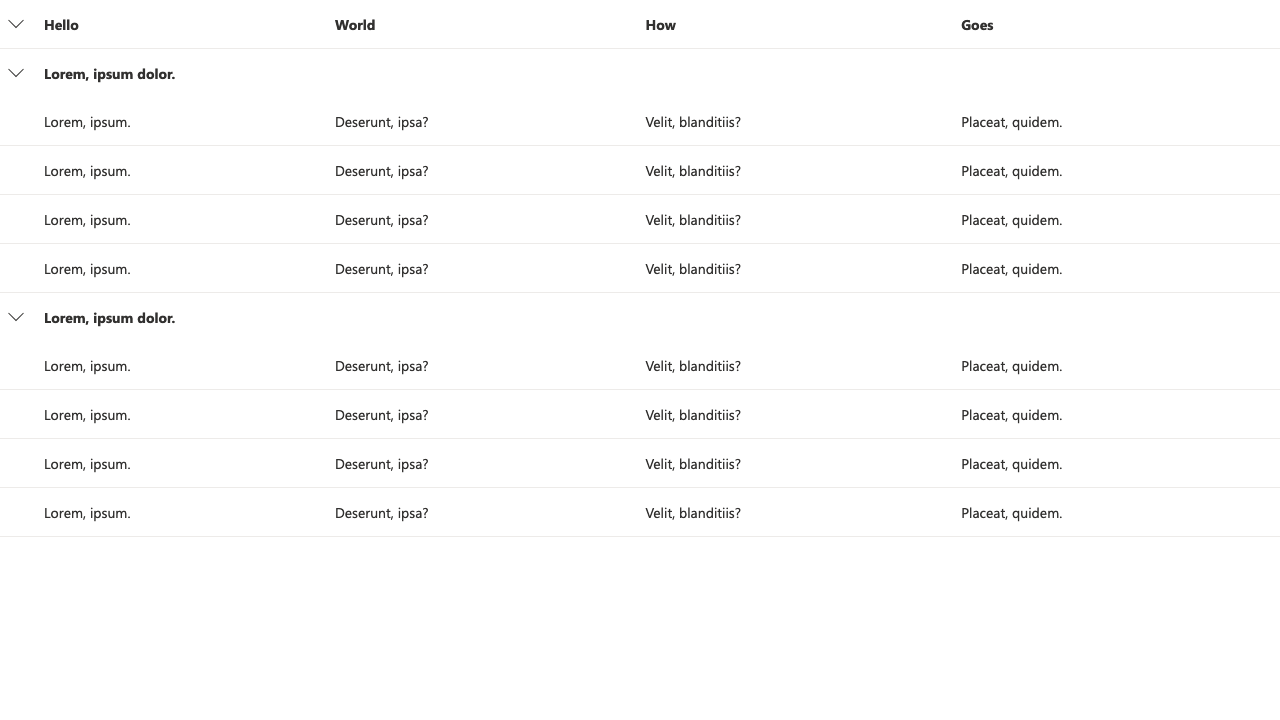 Hello World How Goes
Lorem, ipsum dolor.
Lorem, ipsum. Deserunt, ipsa? Velit, blanditiis? Placeat, quidem.
Lorem, ipsum. Deserunt, ipsa? Velit, blanditiis? Placeat, quidem.
Lorem, ipsum. Deserunt, ipsa? Velit, blanditiis? Placeat, quidem.
Lorem, ipsum. Deserunt, ipsa? Velit, blanditiis? Placeat, quidem.
Lorem, ipsum dolor.
Lorem, ipsum. Deserunt, ipsa? Velit, blanditiis? Placeat, quidem.
Lorem, ipsum. Deserunt, ipsa? Velit, blanditiis? Placeat, quidem.
Lorem, ipsum. Deserunt, ipsa? Velit, blanditiis? Placeat, quidem.
Lorem, ipsum. Deserunt, ipsa? Velit, blanditiis? Placeat, quidem.